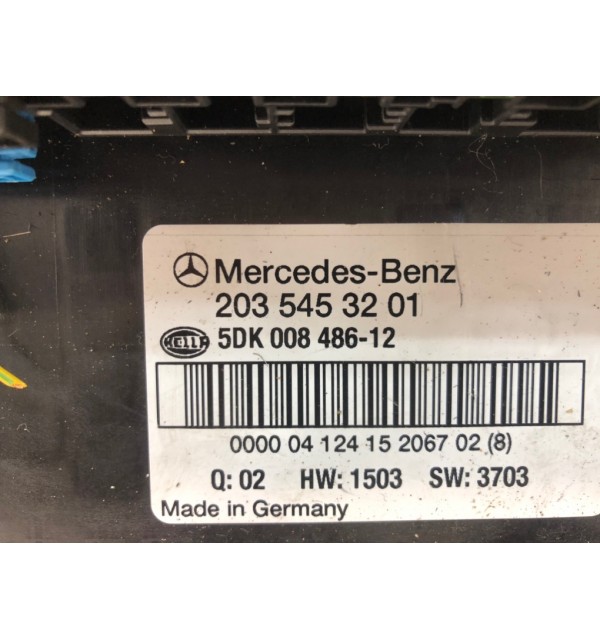 Mercedes-Benz
203 545 32 01
HELLA 5DK 008 486-12
0000 04 124 15 2067 02 (8)
Q: 02 HW: 1503 SW: 3703
Made in Germany